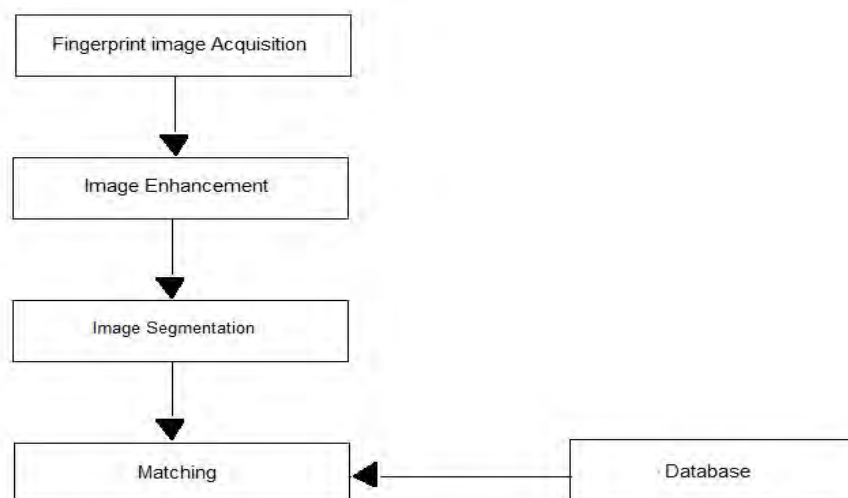 Fingerprint image Acquisition
Image Enhancement
Image Segmentation
Matching
Database